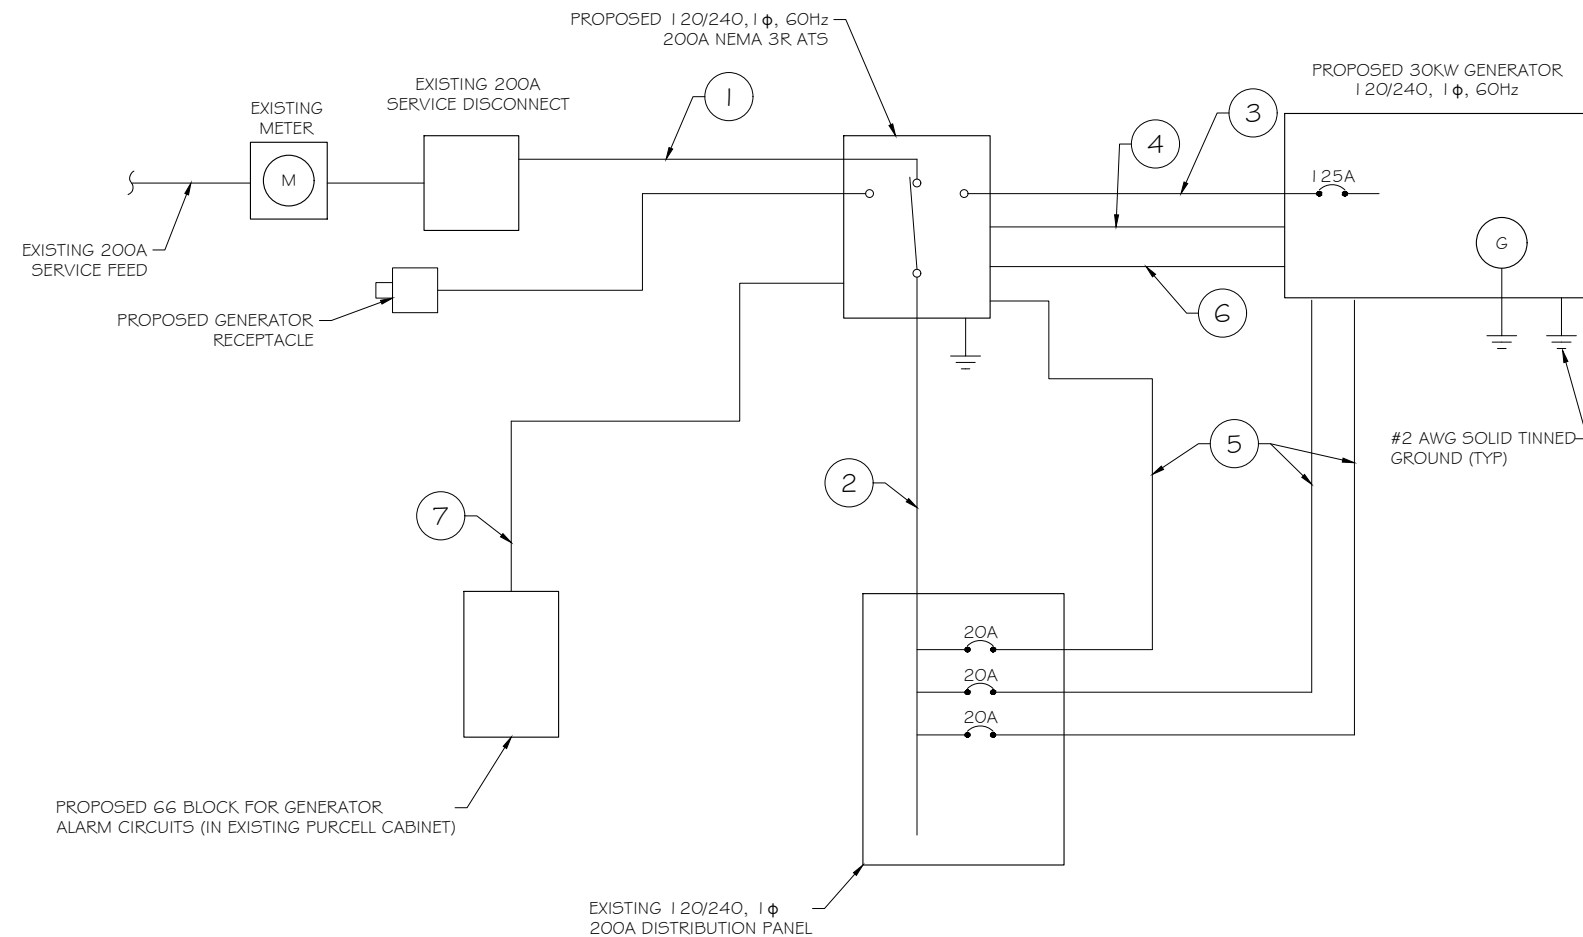 PROPOSED 120/240, 1ϕ, 60Hz
200A NEMA 3R ATS
EXISTING 200A
SERVICE DISCONNECT
EXISTING
METER
M
1
PROPOSED 30KW GENERATOR
120/240, 1ϕ, 60Hz
3
4
125A
G
6
EXISTING 200A
SERVICE FEED
PROPOSED GENERATOR
RECEPTACLE
#2 AWG SOLID TINNED
GROUND (TYP)
5
2
7
20A
20A
20A
PROPOSED 66 BLOCK FOR GENERATOR
ALARM CIRCUITS (IN EXISTING PURCELL CABINET)
EXISTING 120/240, 1ϕ
200A DISTRIBUTION PANEL